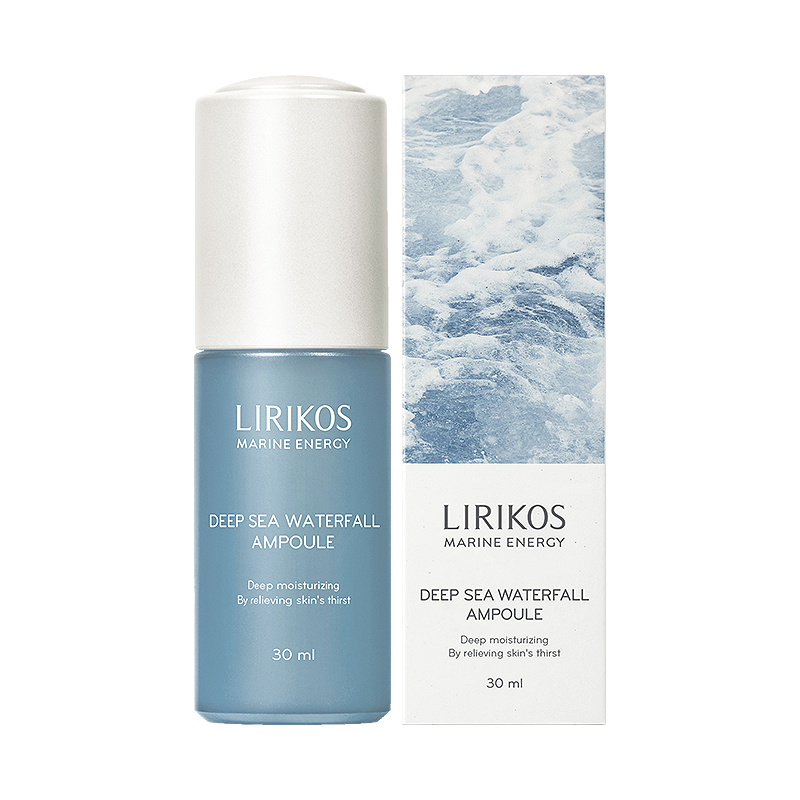 LIRIKOS
MARINE ENERGY
DEEP SEA WATERFALL
AMPOULE
Deep moisturizing
By relieving skin's thirst
30 ml
LIRIKOS
MARINE ENERGY
DEEP SEA WATERFALL
AMPOULE
Deep moisturizing
By relieving skin's thirst
30 ml